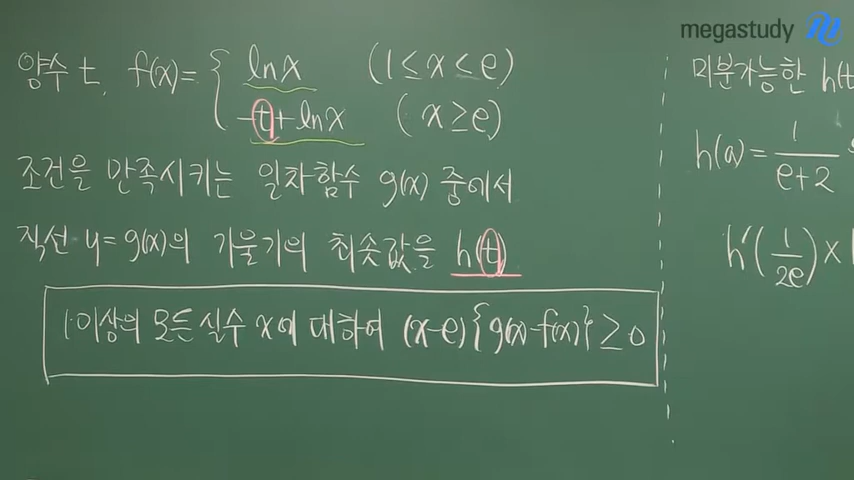 megastudy
양수 t, f(x)= { lnx (1≤x<e)
-t+lnx (x≥e)
조건을 만족시키는 일차함수 g(x) 중에서
직선 y=g(x)의 기울기의 최솟값을 h(t)
1이상의 모든 실수 x에 대하여 (x-e){g(x)-f(x)}≥0
미분가능한 h(t
h(a)= 1/(e+2)
h′(1/2e)×